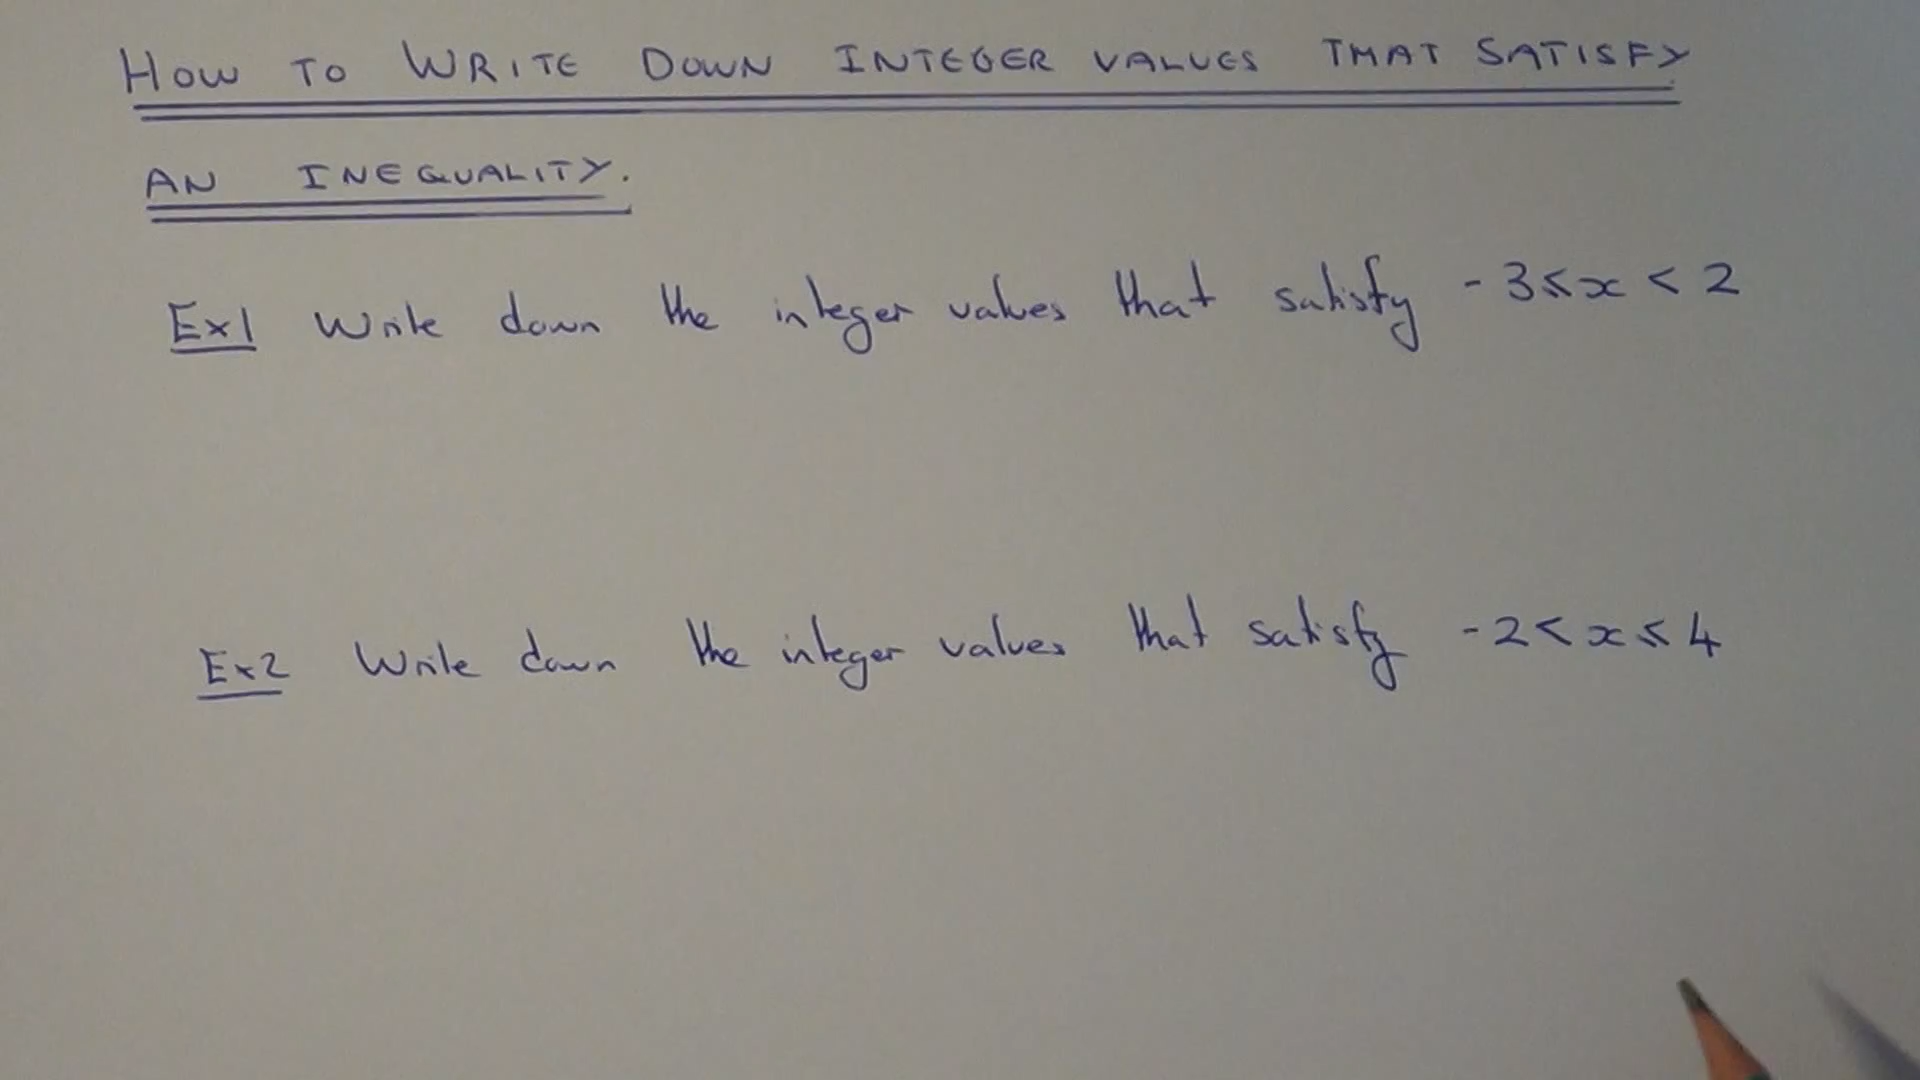 HOW TO WRITE DOWN INTEGER VALUES THAT SATISFY
AN INEQUALITY.
Ex1 Write down the integer values that satisfy -3 ⩽ x < 2
Ex2 Write down the integer values that satisfy -2 < x ⩽ 4